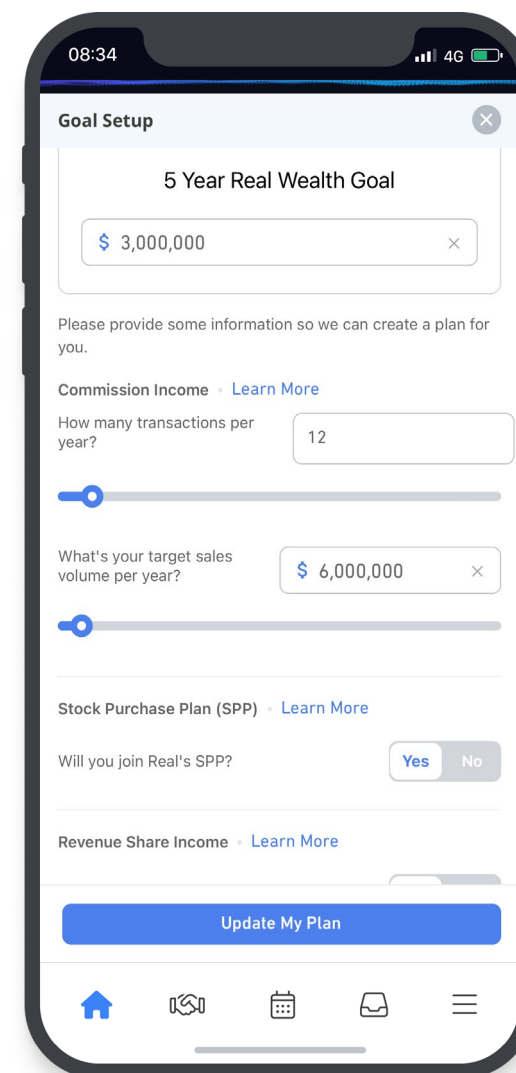 08:34
4G
Goal Setup
5 Year Real Wealth Goal
$ 3,000,000
Please provide some information so we can create a plan for
you.
Commission Income • Learn More
How many transactions per
year?
12
What's your target sales
volume per year?
$ 6,000,000
Stock Purchase Plan (SPP) • Learn More
Will you join Real's SPP?
Yes No
Revenue Share Income • Learn More
Update My Plan